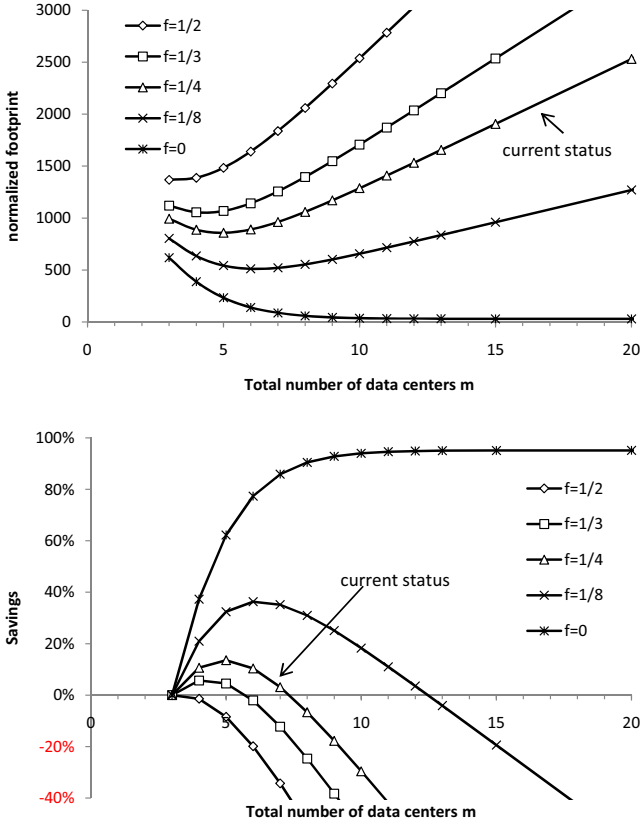 3000
2500
2000
1500
1000
500
0
normalized footprint
f=1/2
f=1/3
f=1/4
f=1/8
f=0
current status
0 5 10 15 20
Total number of data centers m
100%
80%
60%
40%
20%
0%
-20%
-40%
Savings
current status
f=1/2
f=1/3
f=1/4
f=1/8
f=0
0 5 10 15 20
Total number of data centers m